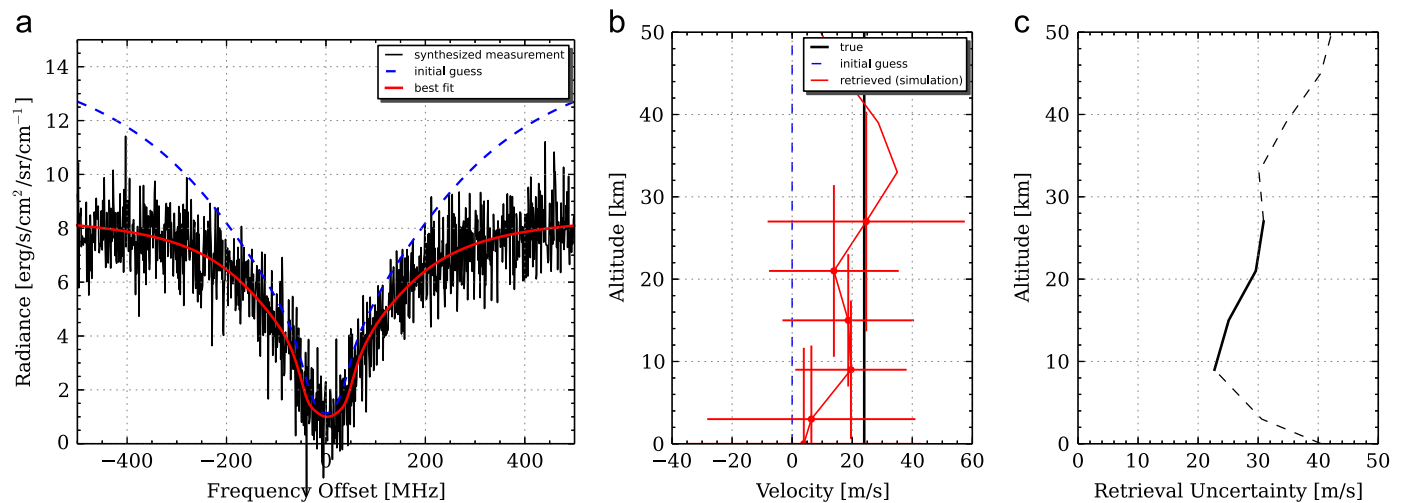 a
Radiance [erg/s/cm²/sr/cm⁻¹]
14
12
10
8
6
4
2
0
synthesized measurement
initial guess
best fit
−400
−200
0
200
400
Frequency Offset [MHz]
b
Altitude [km]
50
40
30
20
10
0
true
initial guess
retrieved (simulation)
−40
−20
0
20
40
60
Velocity [m/s]
c
Altitude [km]
50
40
30
20
10
0
0
10
20
30
40
50
Retrieval Uncertainty [m/s]